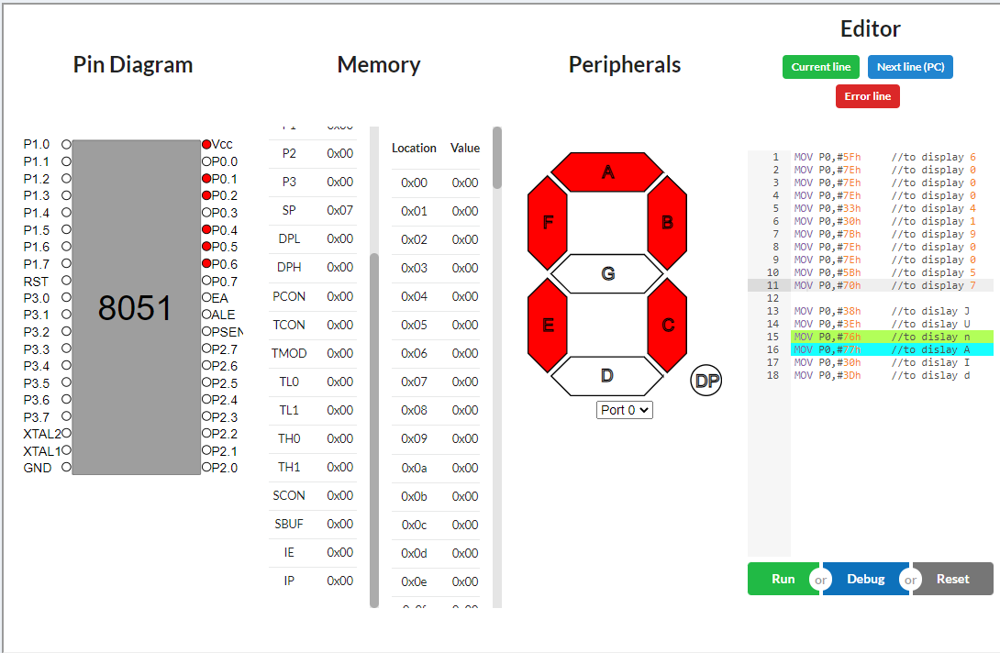 Pin Diagram
Memory
Peripherals
Editor
Current line
Next line (PC)
Error line
P1.0
P1.1
P1.2
P1.3
P1.4
P1.5
P1.6
P1.7
RST
P3.0
P3.1
P3.2
P3.3
P3.4
P3.5
P3.6
P3.7
XTAL2
XTAL1
GND
8051
Vcc
P0.0
P0.1
P0.2
P0.3
P0.4
P0.5
P0.6
P0.7
EA
ALE
PSEN
P2.7
P2.6
P2.5
P2.4
P2.3
P2.2
P2.1
P2.0
P1 0x00
P2 0x00
P3 0x00
SP 0x07
DPL 0x00
DPH 0x00
PCON 0x00
TCON 0x00
TMOD 0x00
TL0 0x00
TL1 0x00
TH0 0x00
TH1 0x00
SCON 0x00
SBUF 0x00
IE 0x00
IP 0x00
Location Value
0x00 0x00
0x01 0x00
0x02 0x00
0x03 0x00
0x04 0x00
0x05 0x00
0x06 0x00
0x07 0x00
0x08 0x00
0x09 0x00
0x0a 0x00
0x0b 0x00
0x0c 0x00
0x0d 0x00
0x0e 0x00
A
F
B
G
E
C
D
DP
Port 0
1 MOV P0,#5Fh //to display 6
2 MOV P0,#7Eh //to display 0
3 MOV P0,#7Eh //to display 0
4 MOV P0,#7Eh //to display 0
5 MOV P0,#33h //to display 4
6 MOV P0,#30h //to display 1
7 MOV P0,#7Bh //to display 9
8 MOV P0,#7Eh //to display 0
9 MOV P0,#7Eh //to display 0
10 MOV P0,#5Bh //to display 5
11 MOV P0,#70h //to display 7
12
13 MOV P0,#38h //to dislay J
14 MOV P0,#3Eh //to dislay U
15 MOV P0,#76h //to dislay n
16 MOV P0,#77h //to dislay A
17 MOV P0,#30h //to dislay I
18 MOV P0,#3Dh //to dislay d
Run or Debug or Reset